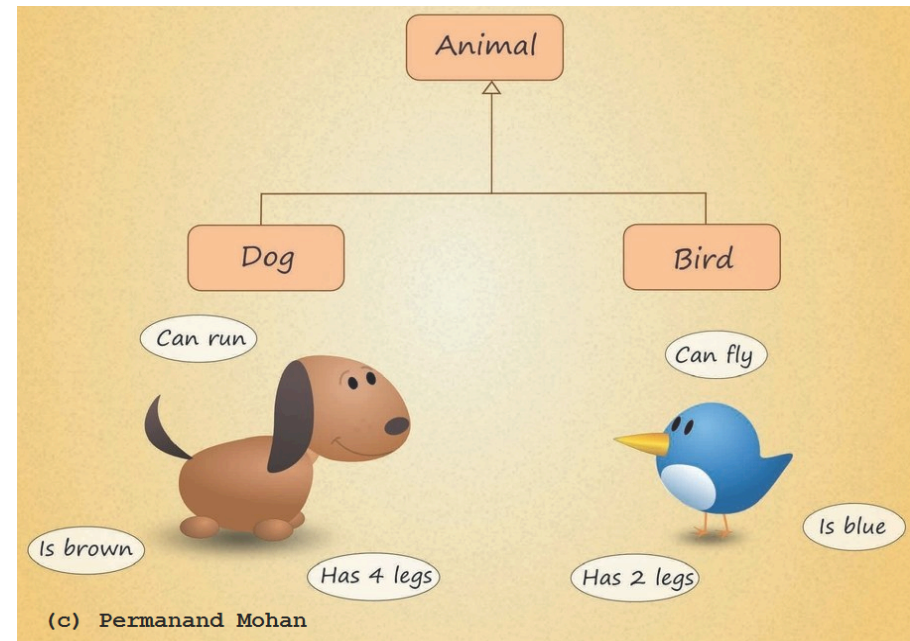 Animal
Dog
Bird
Can run
Can fly
Is brown
Has 4 legs
Has 2 legs
Is blue
(c) Permanand Mohan